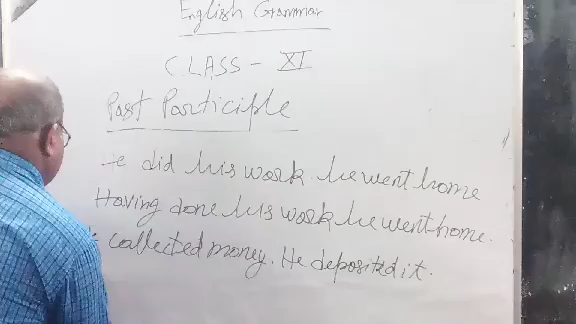 English Grammar
CLASS - XI
Past Participle
did his work. he went home
Having done his work he went home.
collected money. He deposited it.